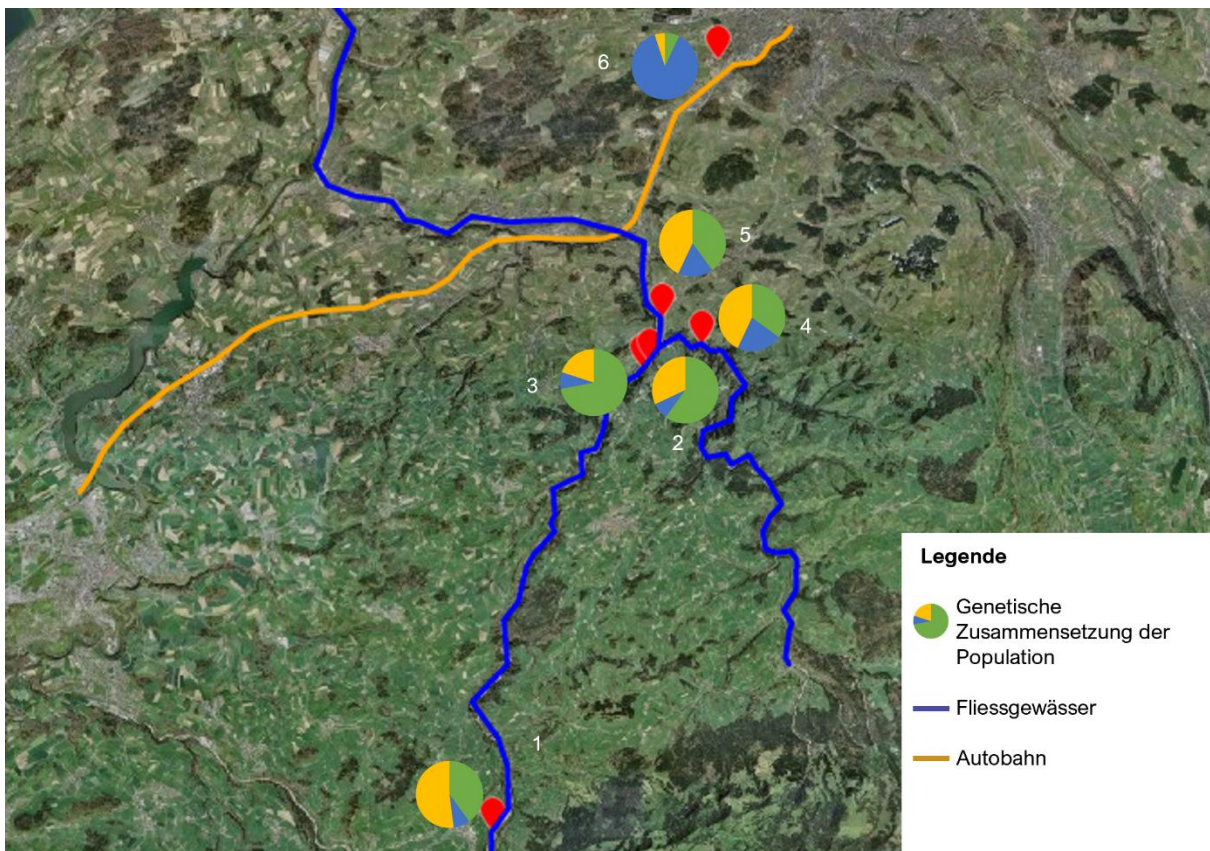 6
5
4
3
2
1
Legende
Genetische
Zusammensetzung der
Population
Fliessgewässer
Autobahn